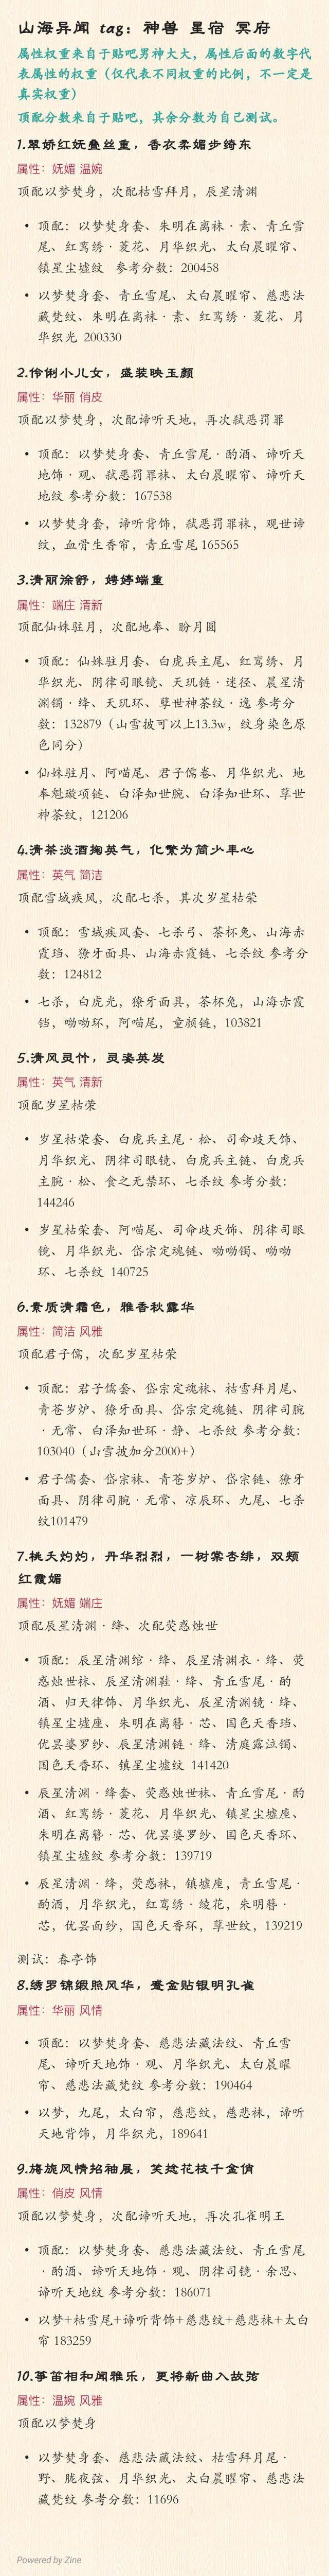 山海异闻 tag：神兽 星宿 冥府
属性权重来自于贴吧男神大大，属性后面的数字代
表属性的权重（仅代表不同权重的比例，不一定是
真实权重）
顶配分数来自于贴吧，其余分数为自己测试。
1.翠娇红妩叠丝重，香衣柔媚步绮东
属性：妩媚 温婉
顶配以梦焚身，次配枯雪拜月，辰星清渊
• 顶配：以梦焚身套、朱明在离袜·素、青丘雪
尾、红鸾绣·菱花、月华织光、太白晨曜帘、
镇星尘墟纹 参考分数：200458
• 以梦焚身套、青丘雪尾、太白晨曜帘、慈悲法
藏梵纹、朱明在离袜·素、红鸾绣·菱花、月
华织光 200330
2.伶俐小儿女，盛装映玉颜
属性：华丽 俏皮
顶配以梦焚身，次配谛听天地，再次弑恶罚罪
• 顶配：以梦焚身套、青丘雪尾·酌酒、谛听天
地饰·观、弑恶罚罪袜、太白晨曜帘、谛听天
地纹 参考分数：167538
• 以梦焚身套，谛听背饰，弑恶罚罪袜，观世谛
纹，血骨生香帘，青丘雪尾 165565
3.清丽涂舒，娉婷端重
属性：端庄 清新
顶配仙姝驻月，次配地奉、盼月圆
• 顶配：仙姝驻月套、白虎兵主尾、红鸾绣、月
华织光、阴律司眼镜、天玑链·迷径、晨星清
渊镯·绛、天玑环、孽世神荼纹·逸 参考分
数：132879（山雪披可以上13.3w，纹身染色原
色同分）
• 仙姝驻月、阿喵尾、君子儒卷、月华织光、地
奉魁璇项链、白泽知世腕、白泽知世环、孽世
神荼纹，121206
4.清茶淡酒掬英气，化繁为简少年心
属性：英气 简洁
顶配雪域疾风，次配七杀，其次岁星枯荣
• 顶配：雪域疾风套、七杀弓、茶杯兔、山海赤
霞珰、獠牙面具、山海赤霞链、七杀纹 参考分
数：124812
• 七杀，白虎光，獠牙面具，茶杯兔，山海赤霞
铛，呦呦环，阿喵尾，童颜链，103821
5.清风灵忤，灵姿英发
属性：英气 清新
顶配岁星枯荣
• 岁星枯荣套、白虎兵主尾·松、司命歧天饰、
月华织光、阴律司眼镜、白虎兵主链、白虎兵
主腕·松、食之无禁环、七杀纹 参考分数：
144246
• 岁星枯荣套、阿喵尾、司命歧天饰、阴律司眼
镜、月华织光、岱宗定魂链、呦呦镯、呦呦
环、七杀纹 140725
6.素质清霜色，雅香秋露华
属性：简洁 风雅
顶配君子儒，次配岁星枯荣
• 顶配：君子儒套、岱宗定魂袜、枯雪拜月尾、
青苍岁炉、獠牙面具、岱宗定魂链、阴律司腕
·无常、白泽知世环·静、七杀纹 参考分数：
103040（山雪披加分2000+）
• 君子儒套、岱宗袜、青苍岁炉、岱宗链、獠牙
面具、阴律司腕·无常、凉辰环、九尾、七杀
纹101479
7.桃夭灼灼，丹华烈烈，一树棠杏绯，双颊
红霞媚
属性：妩媚 端庄
顶配辰星清渊·绛、次配荧惑烛世
• 顶配：辰星清渊绾·绛、辰星清渊衣·绛、荧
惑烛世袜、辰星清渊鞋·绛、青丘雪尾·酌
酒、归天律饰、月华织光、辰星清渊镜·绛、
镇星尘墟座、朱明在离簪·芯、国色天香珰、
优昙婆罗纱、辰星清渊链·绛、清庭露泣镯、
国色天香环、镇星尘墟纹 141420
• 辰星清渊·绛套、荧惑烛世袜、青丘雪尾·酌
酒、红鸾绣·菱花、月华织光、镇星尘墟座、
朱明在离簪·芯、优昙婆罗纱、国色天香环、
镇星尘墟纹 参考分数：139719
• 辰星清渊·绛，荧惑袜，镇墟座，青丘雪尾·
酌酒，月华织光，红鸾绣·绫花，朱明簪·
芯，优昙面纱，国色天香环，孽世纹，139219
测试：春亭饰
8.绣罗锦缎照风华，蹙金贴银明孔雀
属性：华丽 风情
• 顶配：以梦焚身套、慈悲法藏法纹、青丘雪
尾、谛听天地饰·观、月华织光、太白晨曜
帘、慈悲法藏梵纹 参考分数：190464
• 以梦，九尾，太白帘，慈悲纹，慈悲袜，谛听
天地背饰，月华织光，189641
9.旖旎风情招袖展，笑捻花枝千金俏
属性：俏皮 风情
顶配以梦焚身，次配谛听天地，再次孔雀明王
• 顶配：以梦焚身套、慈悲法藏法纹、青丘雪尾
·酌酒、谛听天地饰·观、阴律司镜·余思、
谛听天地纹 参考分数：186071
• 以梦+枯雪尾+谛听背饰+慈悲纹+慈悲袜+太白
帘 183259
10.筝笛相和闻雅乐，更将新曲入故弦
属性：温婉 风雅
顶配以梦焚身
• 以梦焚身套、慈悲法藏法纹、枯雪拜月尾·
野、胧夜弦、月华织光、太白晨曜帘、慈悲法
藏梵纹 参考分数：11696
Powered by Zine